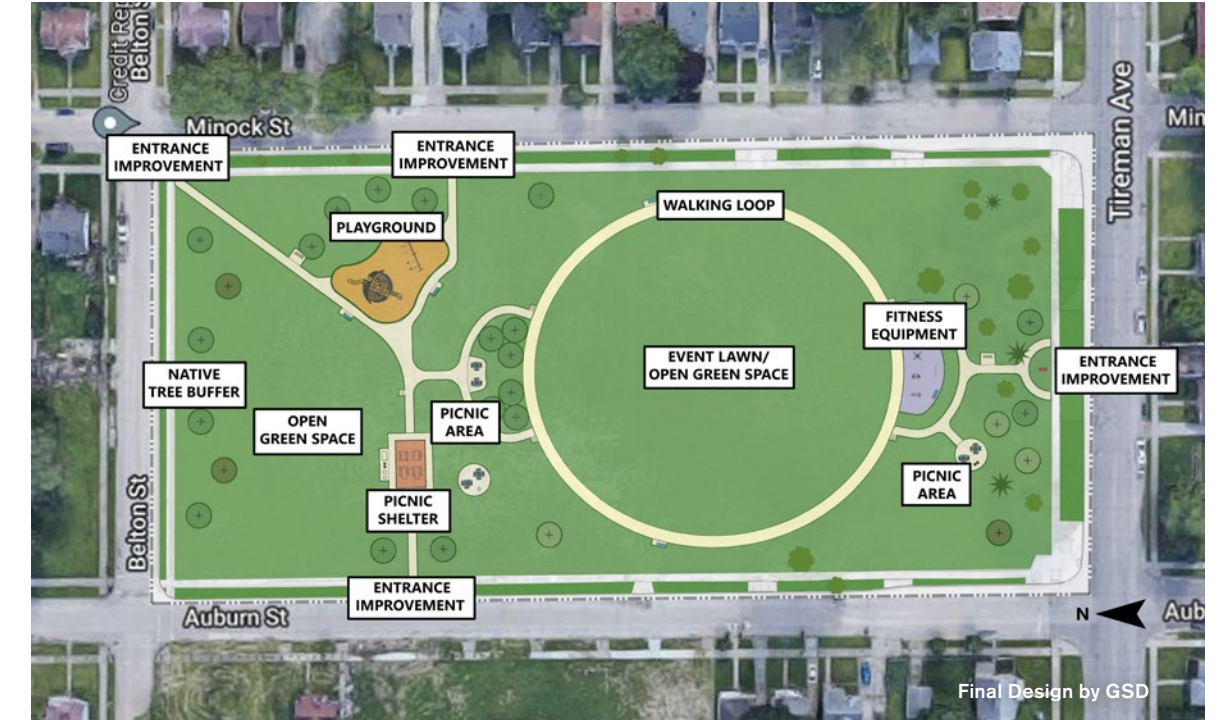 Credit Rep
Belton S
Minock St
Min
Tireman Ave
ENTRANCE
IMPROVEMENT
ENTRANCE
IMPROVEMENT
WALKING LOOP
PLAYGROUND
FITNESS
EQUIPMENT
EVENT LAWN/
OPEN GREEN SPACE
ENTRANCE
IMPROVEMENT
NATIVE
TREE BUFFER
OPEN
GREEN SPACE
PICNIC
AREA
PICNIC
AREA
PICNIC
SHELTER
Belton St
ENTRANCE
IMPROVEMENT
Auburn St
N
Aub
Final Design by GSD